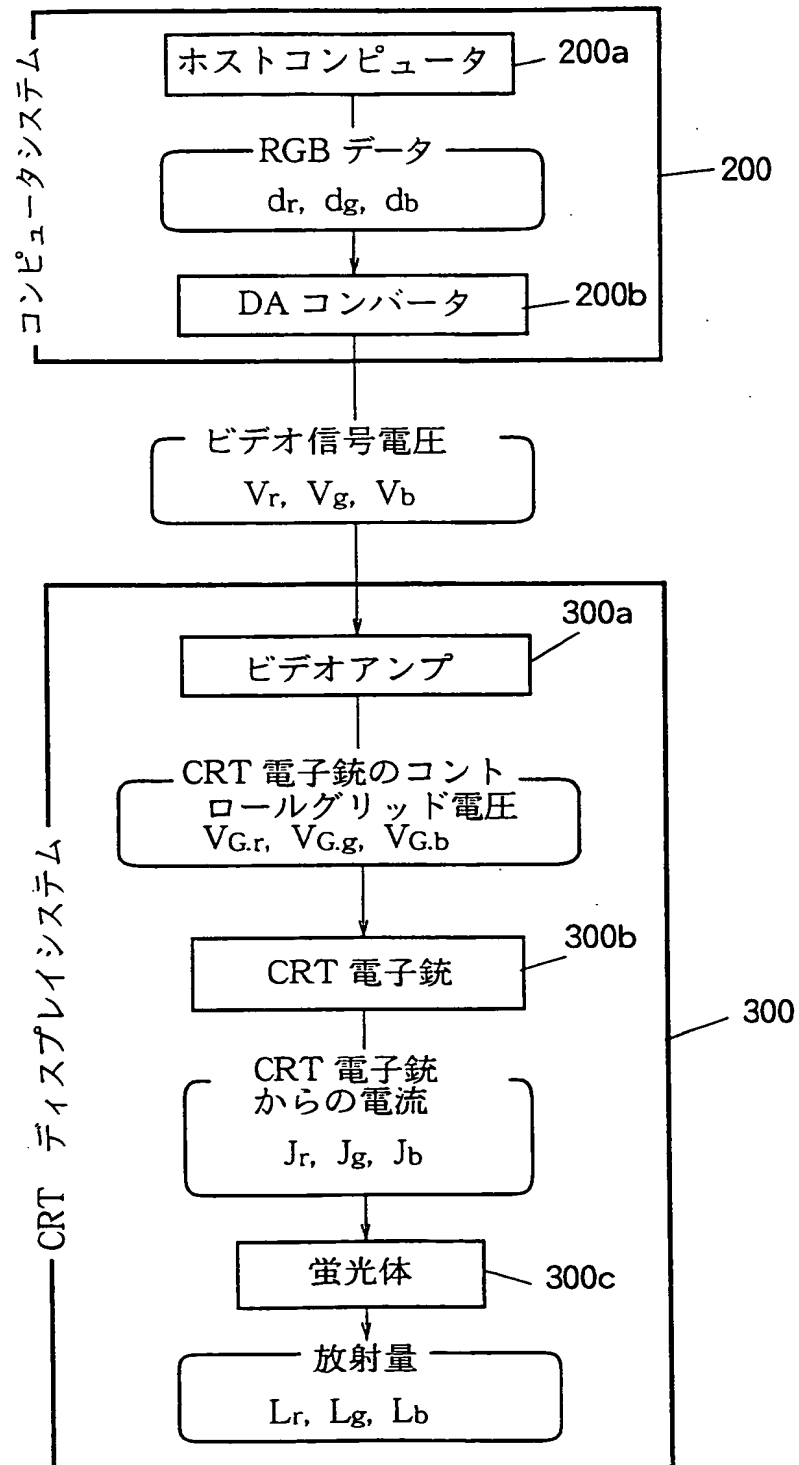 コンピュータシステム
ホストコンピュータ
200a
RGB データ
dr, dg, db
200
DA コンバータ
200b
ビデオ信号電圧
Vr, Vg, Vb
CRT ディスプレイシステム
300a
ビデオアンプ
CRT 電子銃のコント
ロールグリッド電圧
VG.r, VG.g, VG.b
300b
CRT 電子銃
300
CRT 電子銃
からの電流
Jr, Jg, Jb
蛍光体
300c
放射量
Lr, Lg, Lb